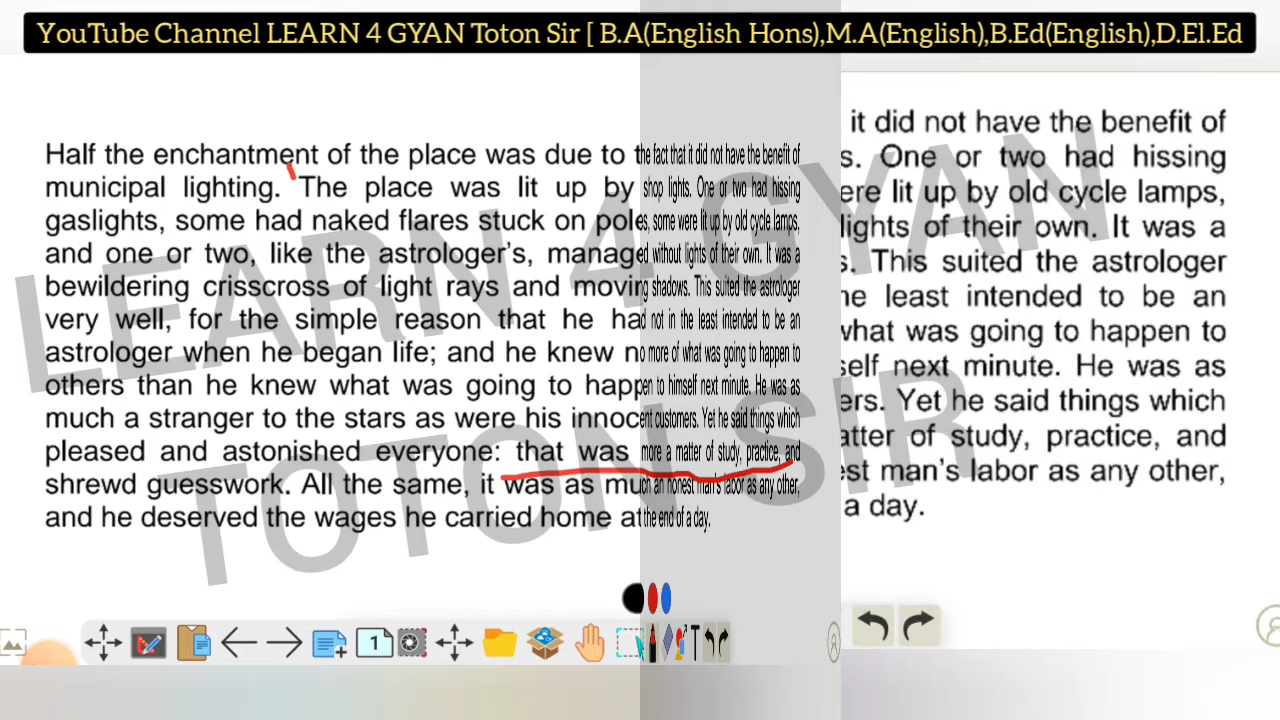 YouTube Channel LEARN 4 GYAN Toton Sir [ B.A(English Hons),M.A(English),B.Ed(English),D.El.Ed
Half the enchantment of the place was due to the fact that it did not have the benefit of
municipal lighting. The place was lit up by shop lights. One or two had hissing
gaslights, some had naked flares stuck on poles, some were lit up by old cycle lamps,
and one or two, like the astrologer's, managed without lights of their own. It was a
bewildering crisscross of light rays and moving shadows. This suited the astrologer
very well, for the simple reason that he had not in the least intended to be an
astrologer when he began life; and he knew no more of what was going to happen to
others than he knew what was going to happen to himself next minute. He was as
much a stranger to the stars as were his innocent customers. Yet he said things which
pleased and astonished everyone: that was more a matter of study, practice, and
shrewd guesswork. All the same, it was as much an honest man's labor as any other,
and he deserved the wages he carried home at the end of a day.
it did not have the benefit of
s. One or two had hissing
ere lit up by old cycle lamps,
lights of their own. It was a
s. This suited the astrologer
he least intended to be an
what was going to happen to
self next minute. He was as
ers. Yet he said things which
atter of study, practice, and
est man's labor as any other,
a day.
LEARN 4 GYAN
TOTON SIR
1
T